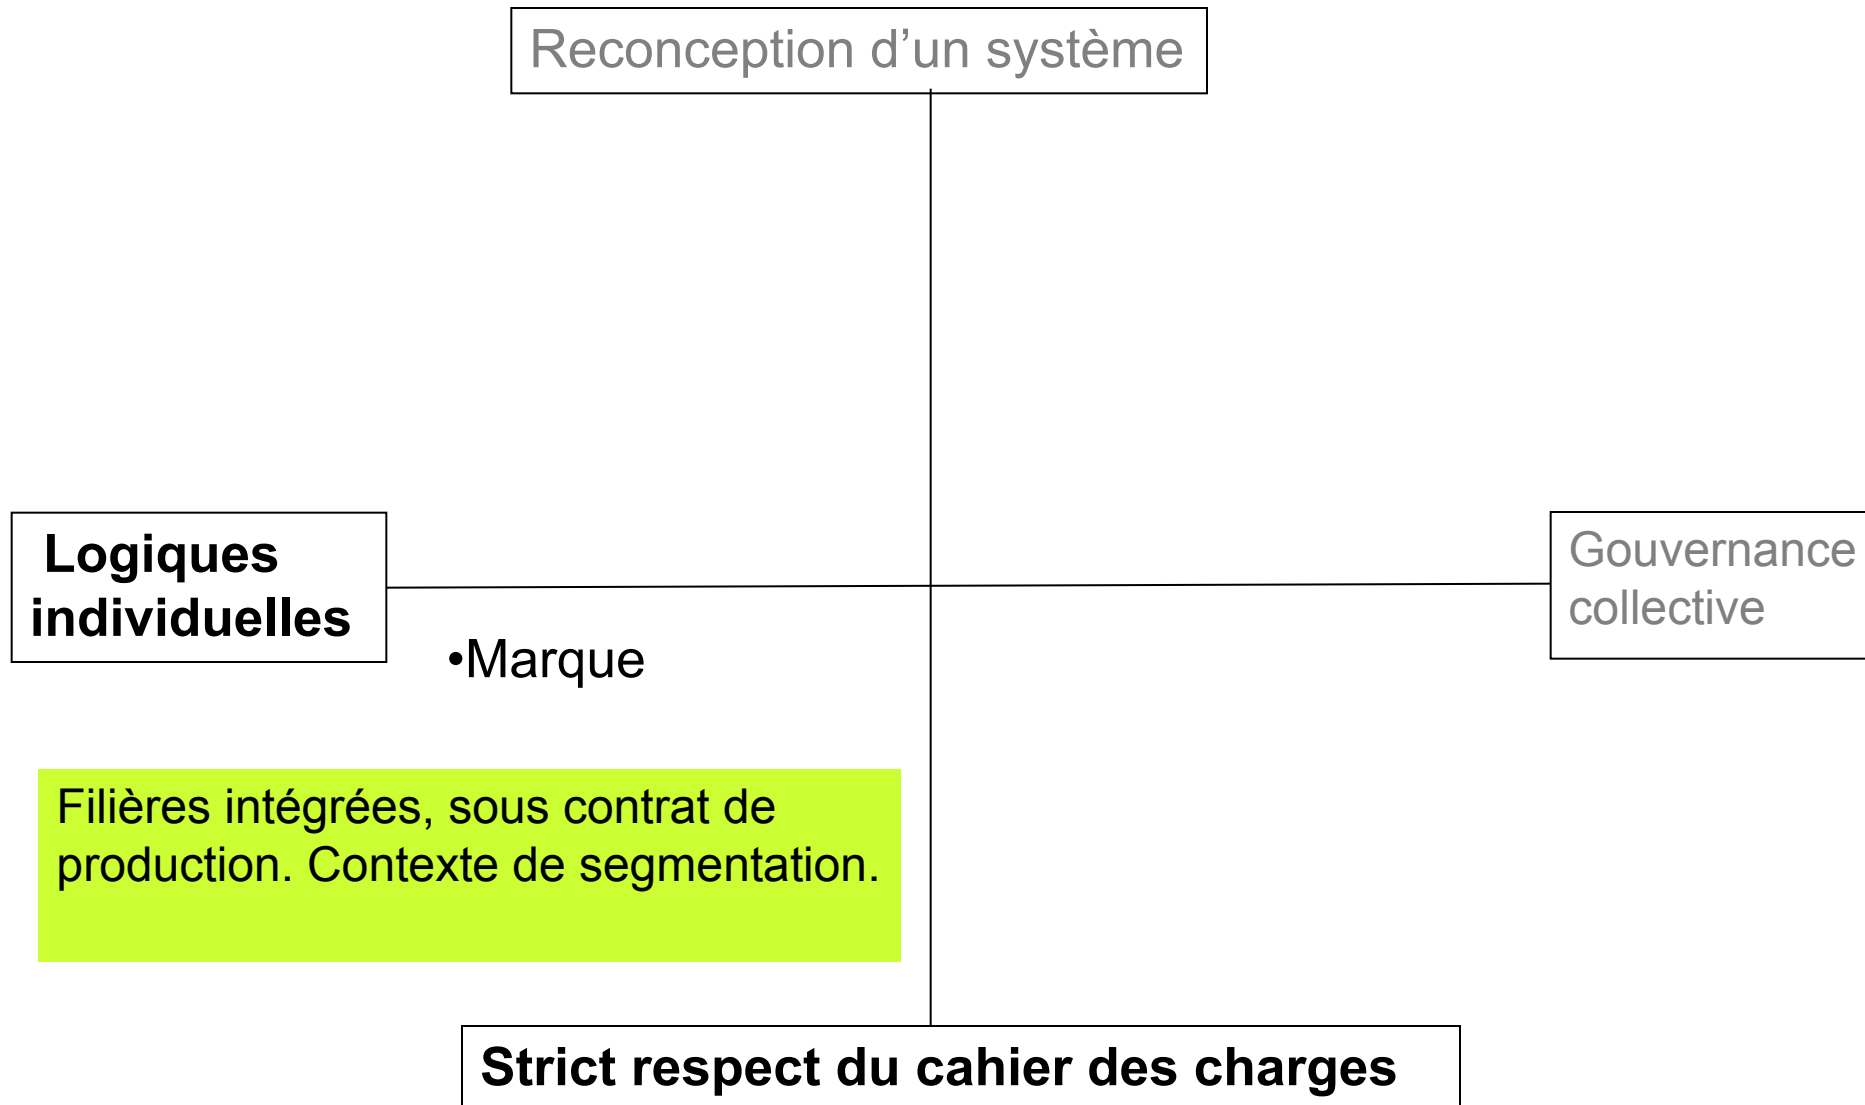 Reconception d’un système
Logiques
individuelles
Gouvernance
collective
•Marque
Filières intégrées, sous contrat de
production. Contexte de segmentation.
Strict respect du cahier des charges